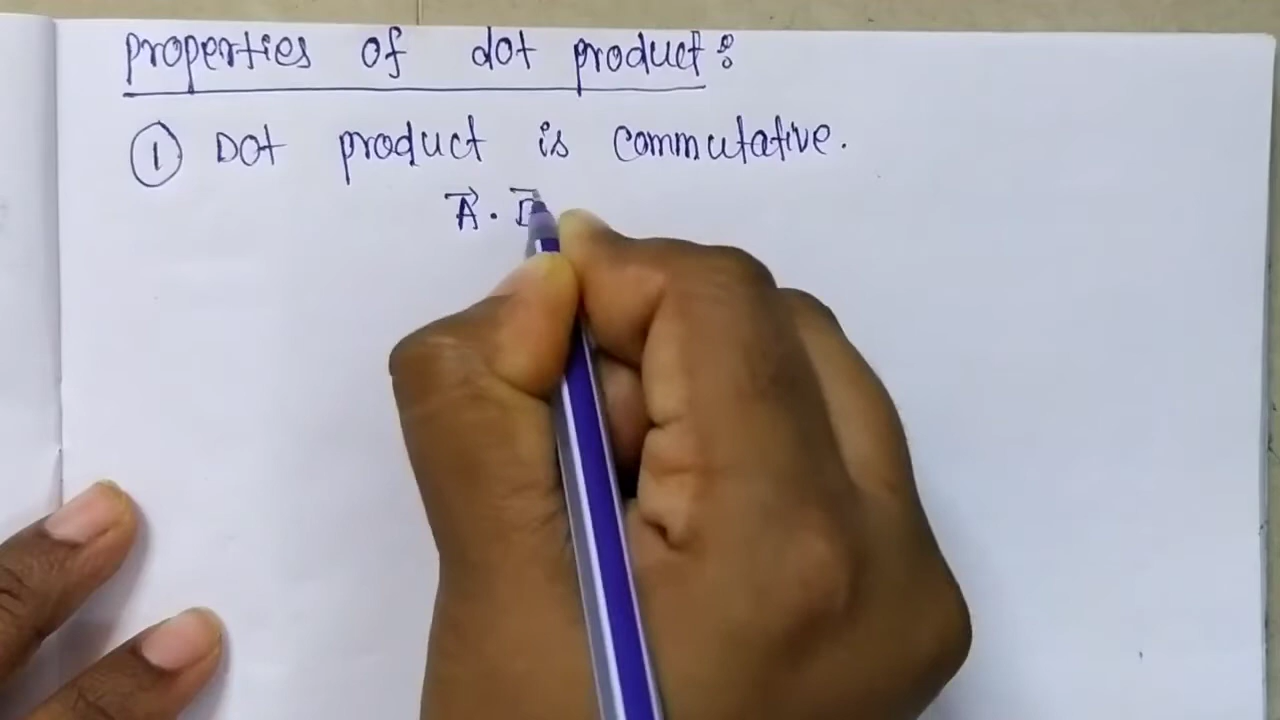 properties of dot product:
① Dot product is commutative.
A⃗ ·